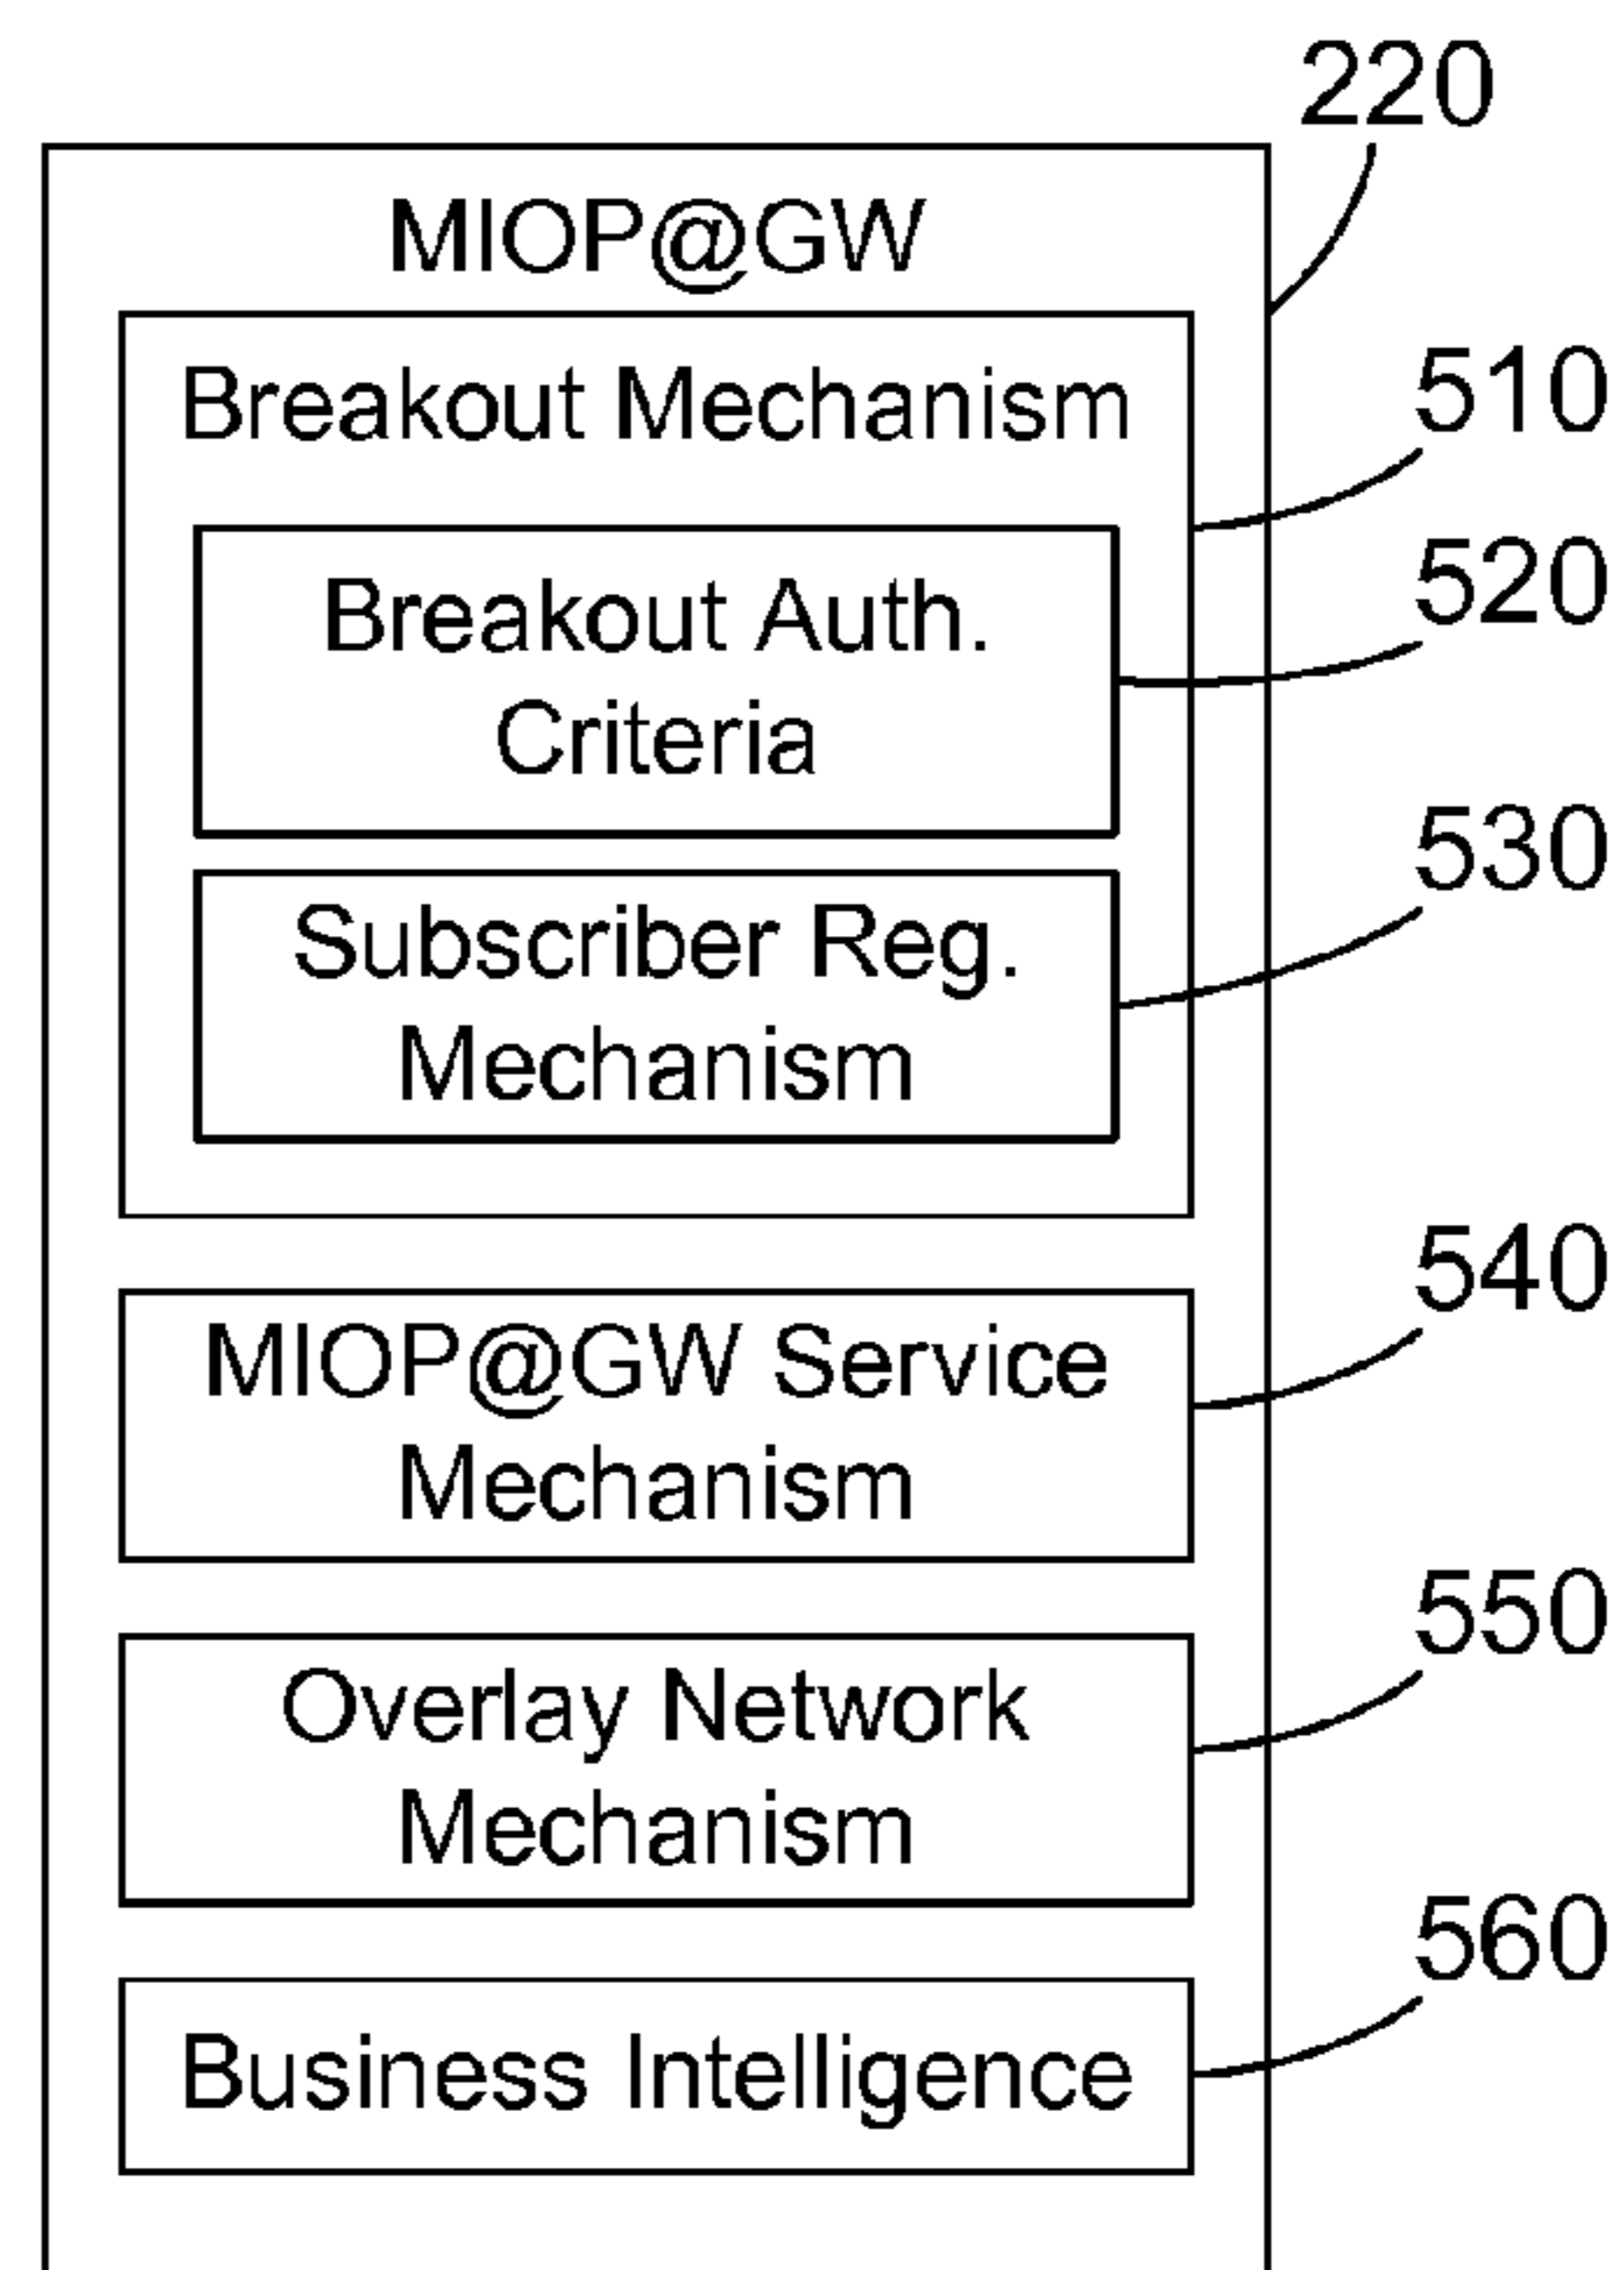 220
MIOP@GW
Breakout Mechanism
510
Breakout Auth.
Criteria
520
Subscriber Reg.
Mechanism
530
MIOP@GW Service
Mechanism
540
Overlay Network
Mechanism
550
Business Intelligence
560